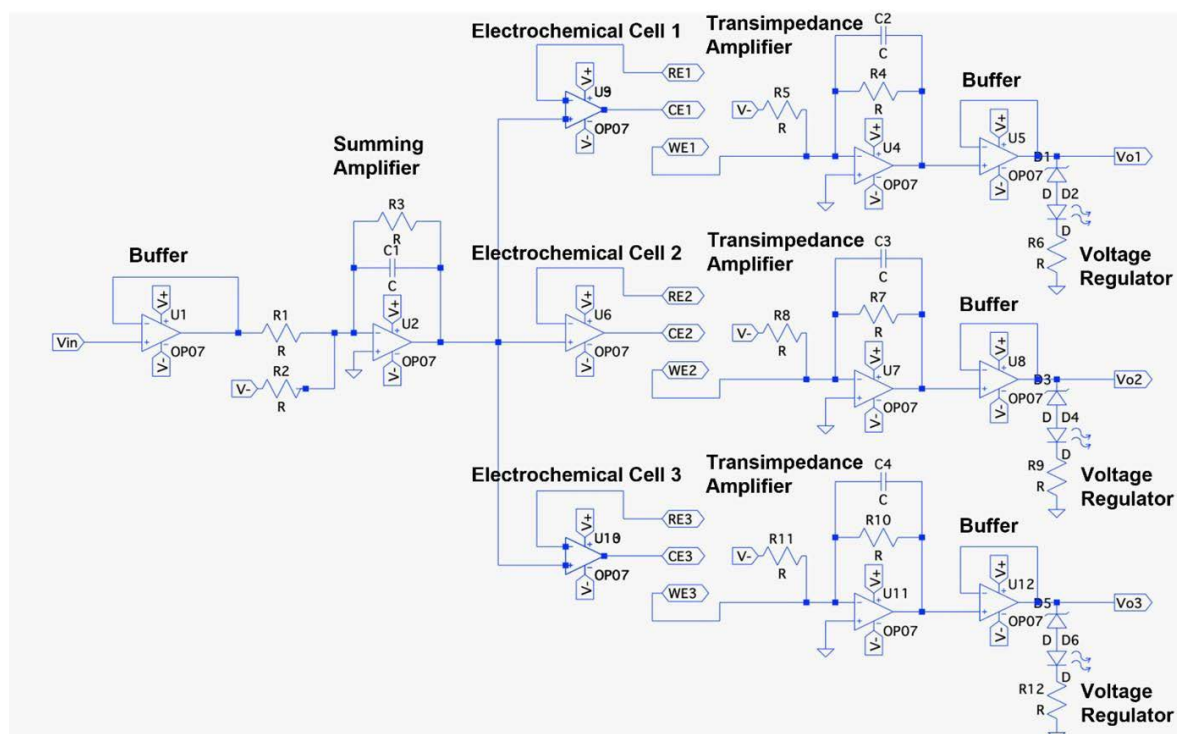 Electrochemical Cell 1
Transimpedance
Amplifier
C2
C
R4
R
RE1
V+
U9
OP07
V-
CE1
WE1
V-
R5
R
V+
U4
OP07
V-
Buffer
V+
U5
OP07
V-
D1
Vo1
D
D2
D
R6
R
Voltage
Regulator
Summing
Amplifier
R3
R
C1
C
Buffer
Vin
V+
U1
OP07
V-
R1
R
V-
R2
R
V+
U2
OP07
V-
Electrochemical Cell 2
Transimpedance
Amplifier
C3
C
R7
R
RE2
V+
U6
OP07
V-
CE2
WE2
V-
R8
R
V+
U7
OP07
V-
Buffer
V+
U8
OP07
V-
D3
Vo2
D
D4
D
R9
R
Voltage
Regulator
Electrochemical Cell 3
Transimpedance
Amplifier
C4
C
R10
R
RE3
V+
U10
OP07
V-
CE3
WE3
V-
R11
R
V+
U11
OP07
V-
Buffer
V+
U12
OP07
V-
D5
Vo3
D
D6
D
R12
R
Voltage
Regulator